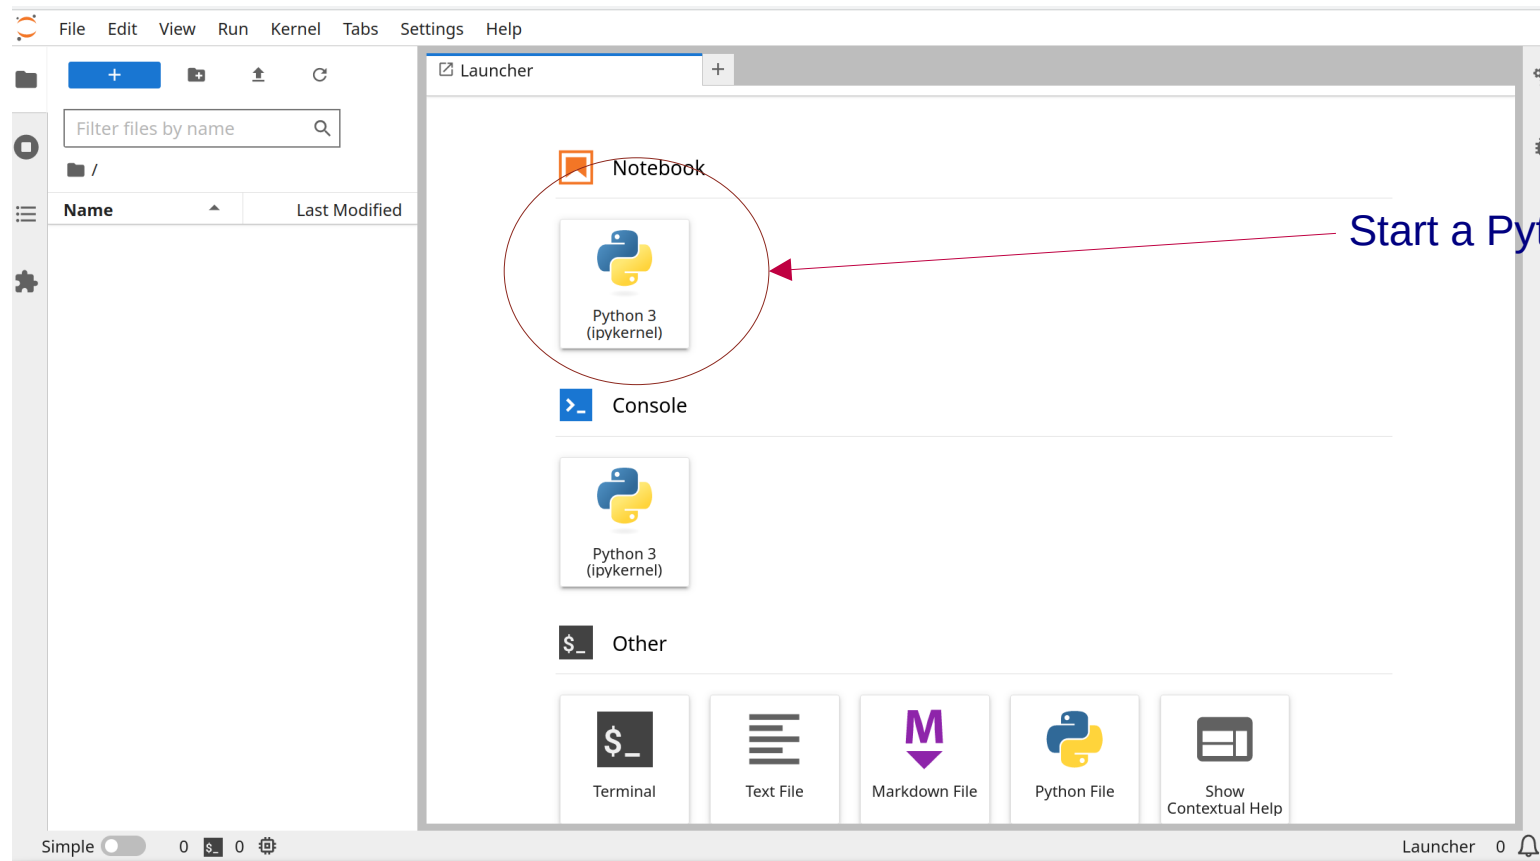 File Edit View Run Kernel Tabs Settings Help
Launcher
Filter files by name
/
Name Last Modified
Notebook
Start a
Python 3
(ipykernel)
Console
Python 3
(ipykernel)
Other
$_
$_
Terminal
Text File
M
Markdown File
Python File
Show
Contextual Help
Simple 0 $_ 0 Launcher 0